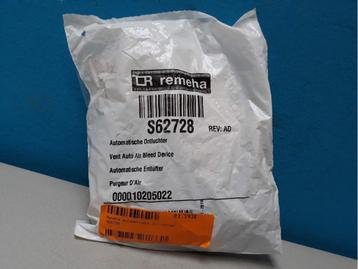 remeha
S62728
REV: AD
Automatische Ontluchter
Vent Auto Air Bleed Device
Automatische Entlüfter
Purgeur D'Air
000010205022